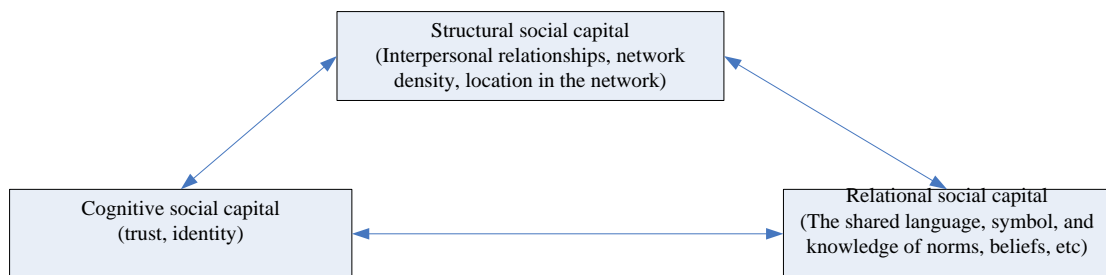 Structural social capital
(Interpersonal relationships, network
density, location in the network)
Cognitive social capital
(trust, identity)
Relational social capital
(The shared language, symbol, and
knowledge of norms, beliefs, etc)